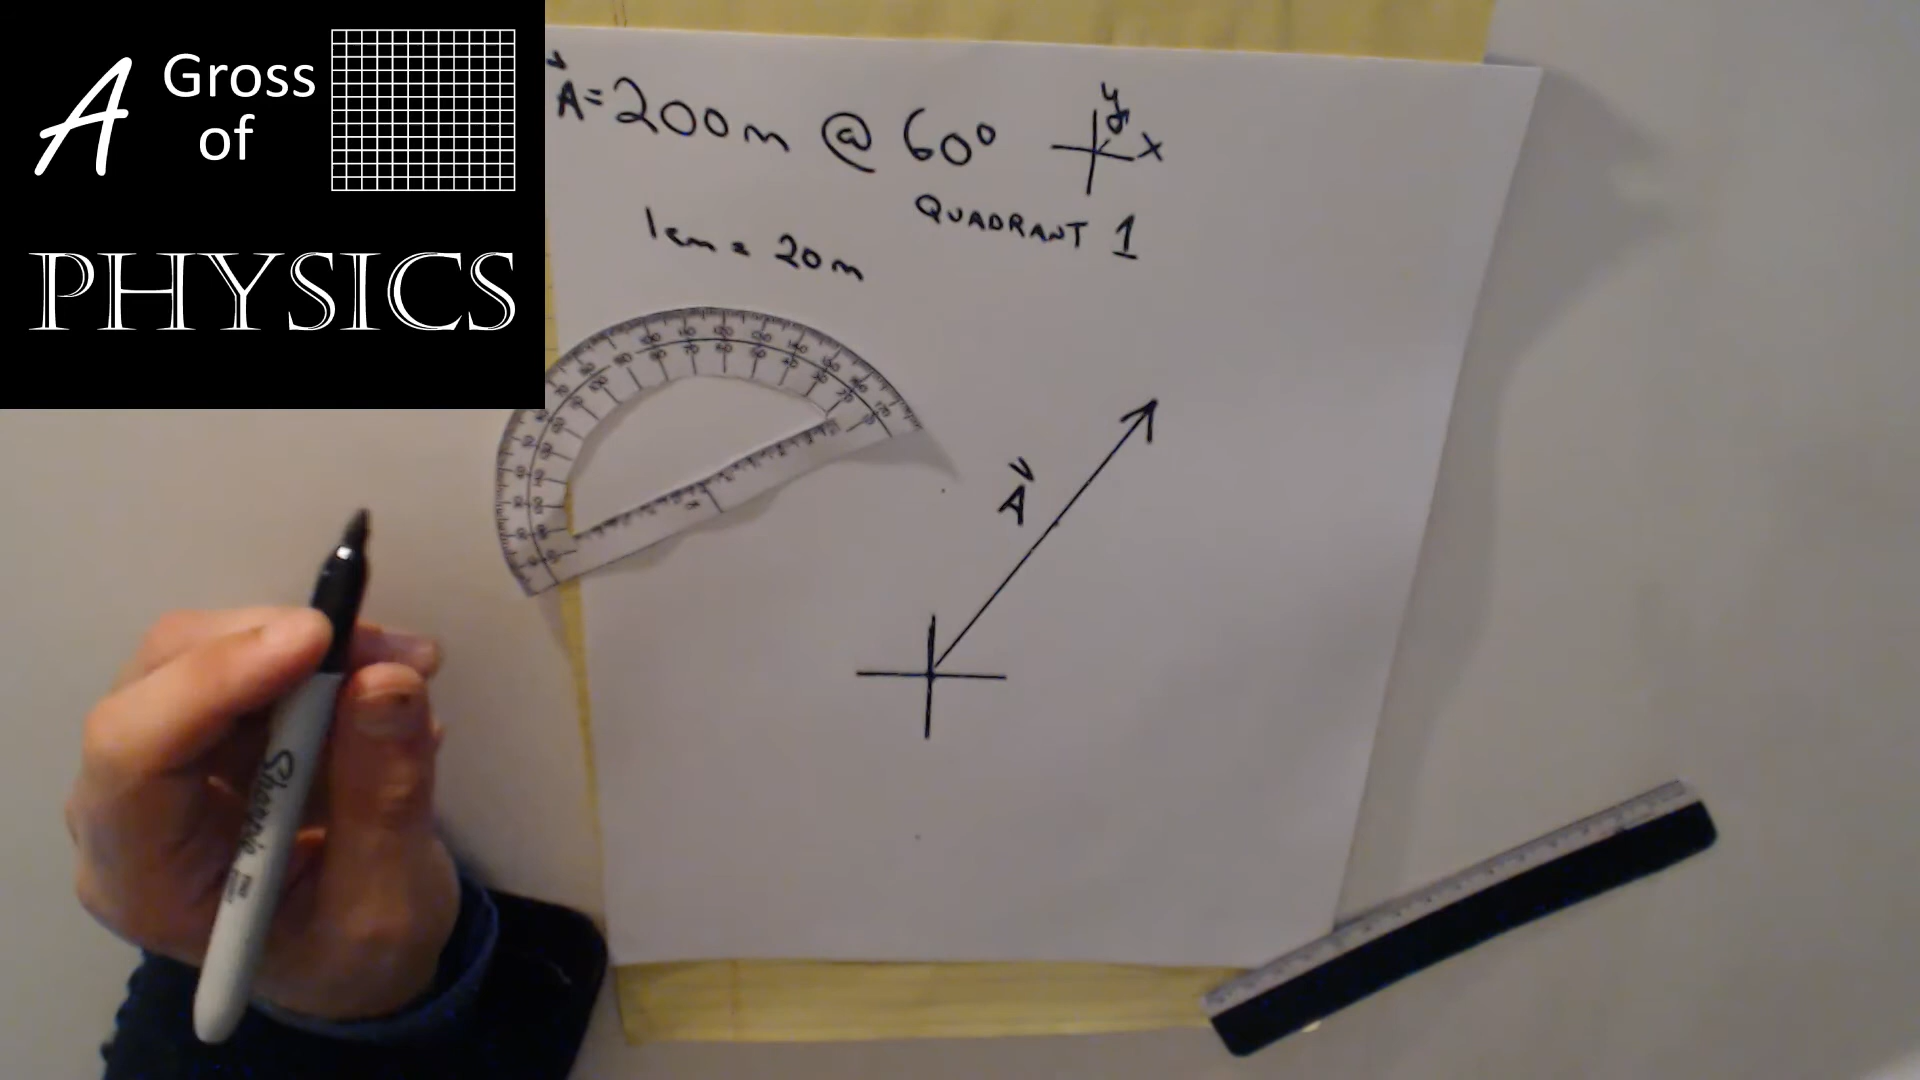 A Gross of
PHYSICS
A = 200m @ 60° y x
QUADRANT 1
1cm = 20m
A
Sharpie